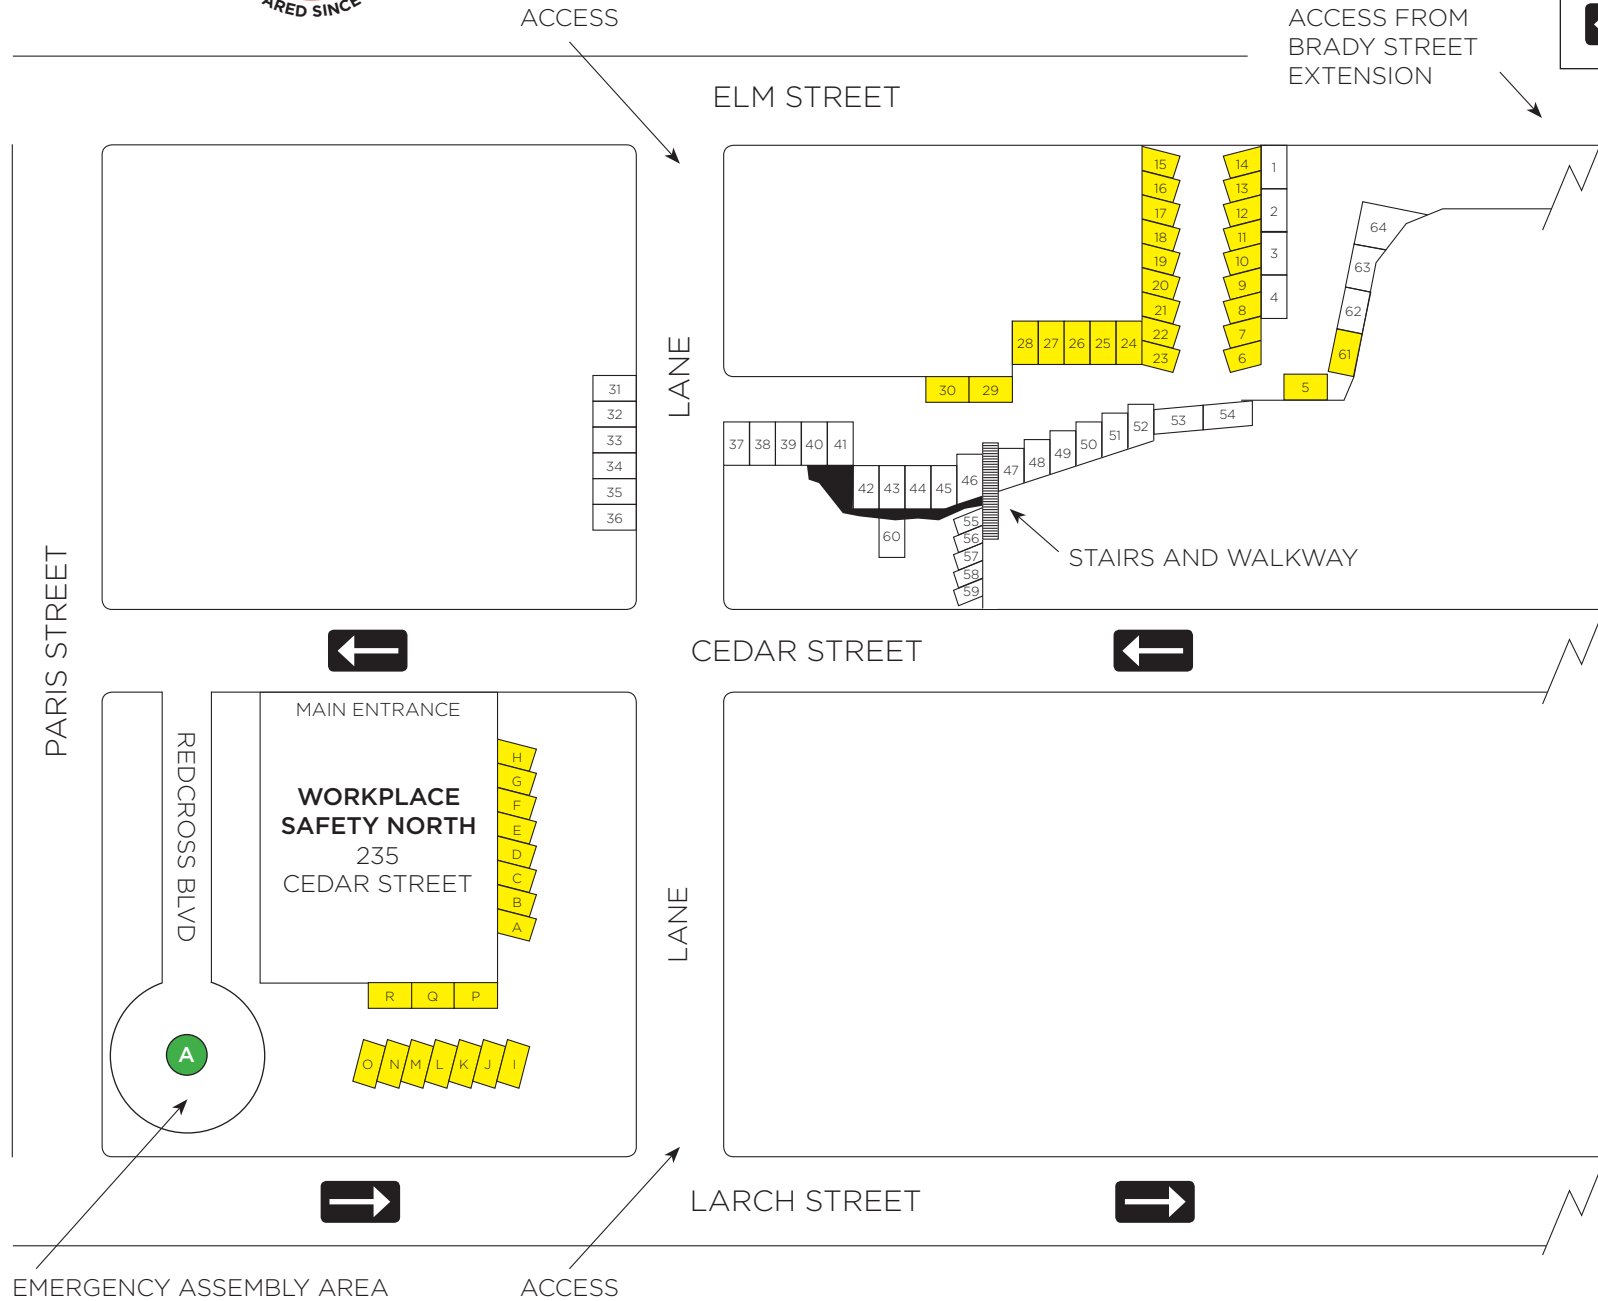 ARED SINCE
ACCESS
ACCESS FROM
BRADY STREET
EXTENSION
ELM STREET
15
16
17
18
19
20
21
22
23
14
13
12
11
10
9
8
7
6
1
2
3
4
64
63
62
61
5
28 27 26 25 24
30 29
LANE
31
32
33
34
35
36
37 38 39 40 41
42 43 44 45 46
47 48 49 50 51 52 53 54
55
56
57
58
59
60
STAIRS AND WALKWAY
PARIS STREET
CEDAR STREET
MAIN ENTRANCE
REDCROSS BLVD
WORKPLACE
SAFETY NORTH
235
CEDAR STREET
H
G
F
E
D
C
B
A
LANE
R Q P
O N M L K J I
A
LARCH STREET
EMERGENCY ASSEMBLY AREA
ACCESS